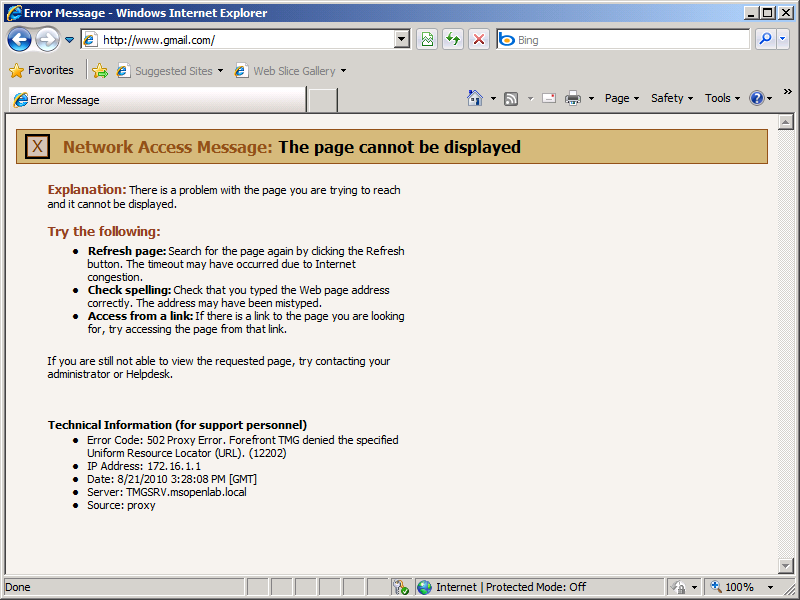 Error Message - Windows Internet Explorer
http://www.gmail.com/
Bing
Favorites
Suggested Sites
Web Slice Gallery
Error Message
Page
Safety
Tools
»
X
Network Access Message: The page cannot be displayed
Explanation: There is a problem with the page you are trying to reach
and it cannot be displayed.
Try the following:
• Refresh page: Search for the page again by clicking the Refresh
button. The timeout may have occurred due to Internet
congestion.
• Check spelling: Check that you typed the Web page address
correctly. The address may have been mistyped.
• Access from a link: If there is a link to the page you are looking
for, try accessing the page from that link.
If you are still not able to view the requested page, try contacting your
administrator or Helpdesk.
Technical Information (for support personnel)
• Error Code: 502 Proxy Error. Forefront TMG denied the specified
Uniform Resource Locator (URL). (12202)
• IP Address: 172.16.1.1
• Date: 8/21/2010 3:28:08 PM [GMT]
• Server: TMGSRV.msopenlab.local
• Source: proxy
Done
Internet | Protected Mode: Off
100%